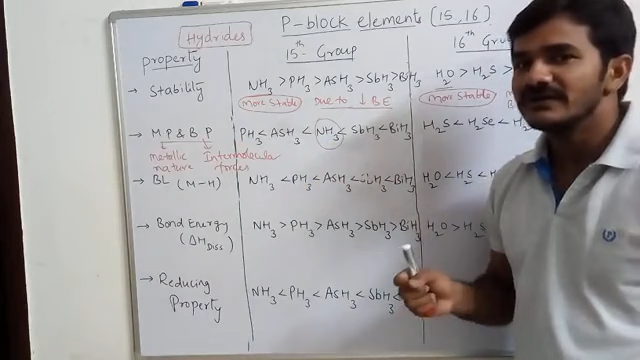 P-block elements (15,16)
Hydrides
15th Group
16th
property
→ Stability
NH3 > PH3 > AsH3 > SbH3 > BiH3
H2O > H2S >
More stable due to ↓ BE
More stable
→ M P & B P
PH3 < AsH3 < NH3 < SbH3 < BiH3
H2S < H2Se < H2
metallic nature
Intermolecular forces
→ BL (M-H)
NH3 < PH3 < AsH3 < SbH3 < BiH3
H2O < H2S <
→ Bond Energy (ΔHDiss)
NH3 > PH3 > AsH3 > SbH3 > BiH3
H2O > H2S
→ Reducing Property
NH3 < PH3 < AsH3 < SbH3 <